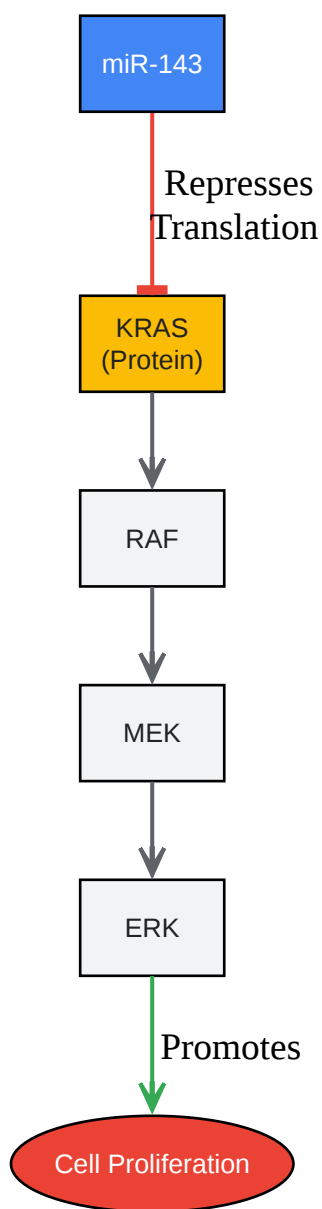 miR-143
Represses
Translation
KRAS
(Protein)
RAF
MEK
ERK
Promotes
Cell Proliferation